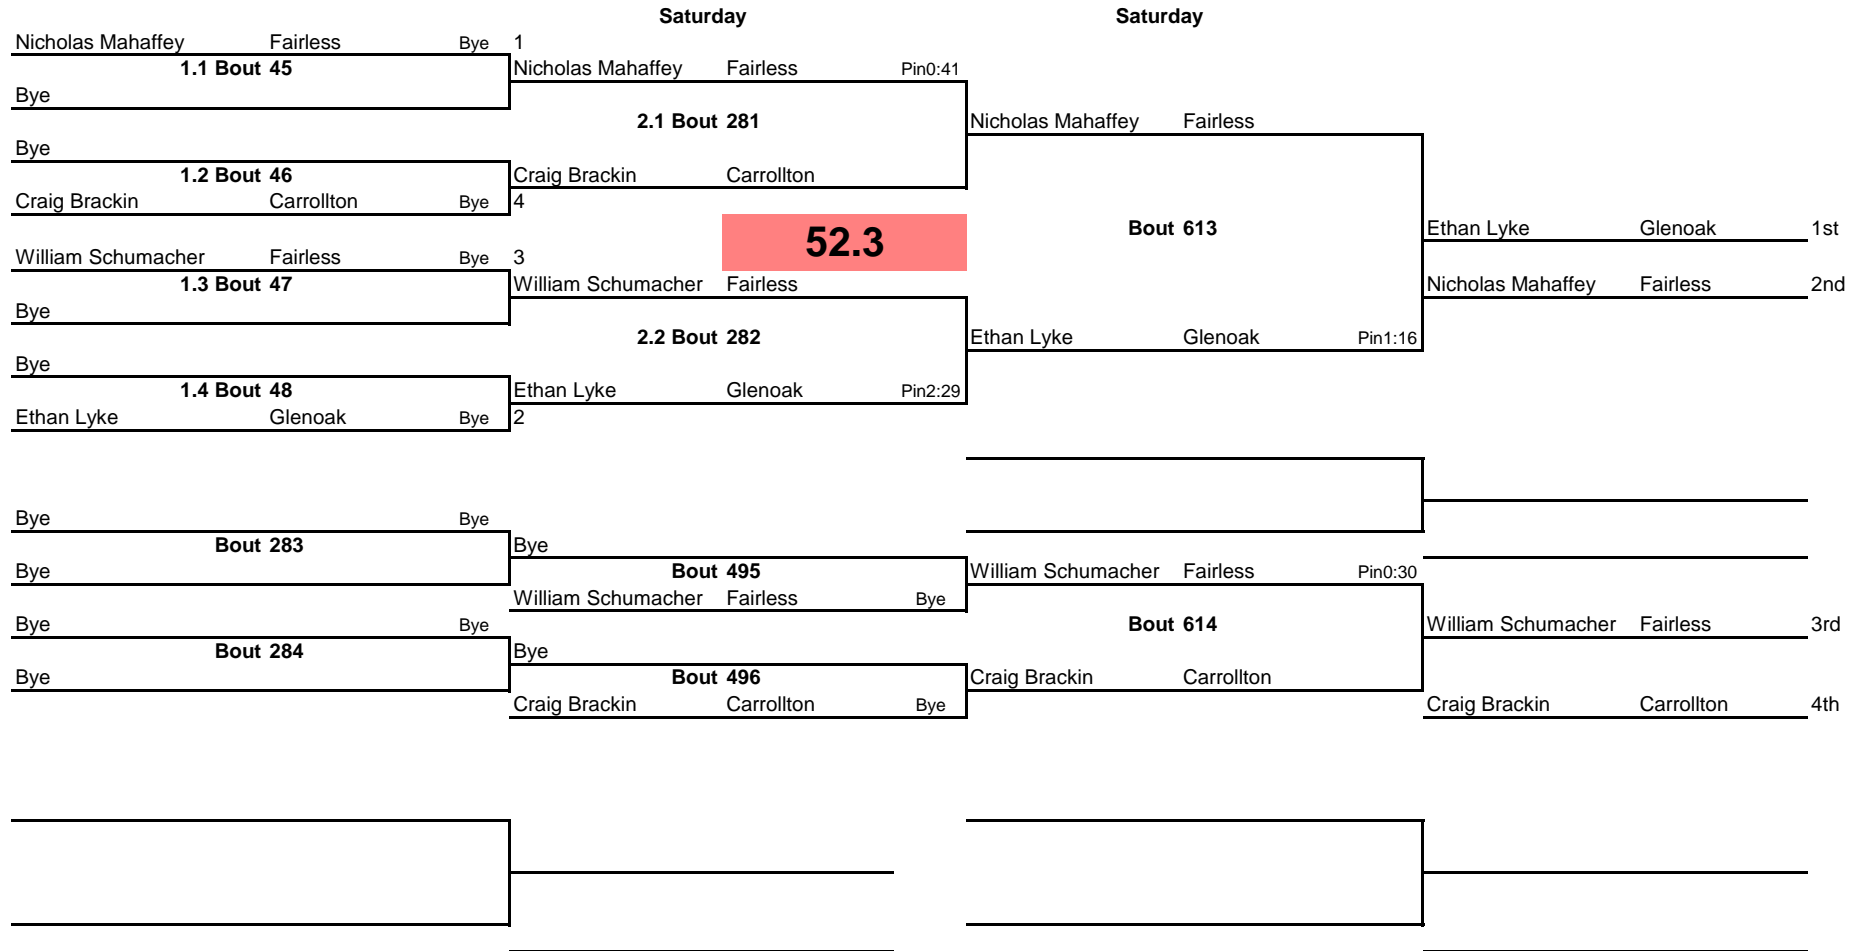 Saturday Saturday
Nicholas Mahaffey Fairless Bye 1
1.1 Bout 45 Nicholas Mahaffey Fairless Pin0:41
Bye
2.1 Bout 281 Nicholas Mahaffey Fairless
Bye
1.2 Bout 46 Craig Brackin Carrollton
Craig Brackin Carrollton Bye 4
52.3 Bout 613 Ethan Lyke Glenoak 1st
William Schumacher Fairless Bye 3
1.3 Bout 47 William Schumacher Fairless Nicholas Mahaffey Fairless 2nd
Bye
2.2 Bout 282 Ethan Lyke Glenoak Pin1:16
Bye
1.4 Bout 48 Ethan Lyke Glenoak Pin2:29
Ethan Lyke Glenoak Bye 2
Bye Bye
Bout 283 Bye
Bye Bout 495 William Schumacher Fairless Pin0:30
William Schumacher Fairless Bye
Bye Bye Bout 614 William Schumacher Fairless 3rd
Bout 284 Bye
Bye Bout 496 Craig Brackin Carrollton
Craig Brackin Carrollton Bye Craig Brackin Carrollton 4th